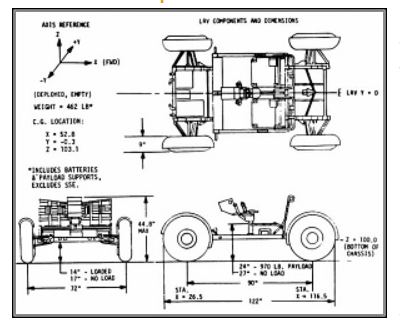 LRV COMPONENTS AND DIMENSIONS
AXIS REFERENCE
Z
+Y
X (FWD)
-Y
(DEPLOYED, EMPTY)
WEIGHT = 462 LB*
C.G. LOCATION:
X = 52.8
Y = -0.3
Z = 103.1
*INCLUDES BATTERIES
& PAYLOAD SUPPORTS,
EXCLUDES SSE.
LRV Y = 0
9"
44.8"
MAX
14" - LOADED
17" - NO LOAD
72"
24" - 970 LB. PAYLOAD
27" - NO LOAD
90"
STA.
X = 26.5
STA.
X = 116.5
122"
Z = 100.0
(BOTTOM OF
CHASSIS)